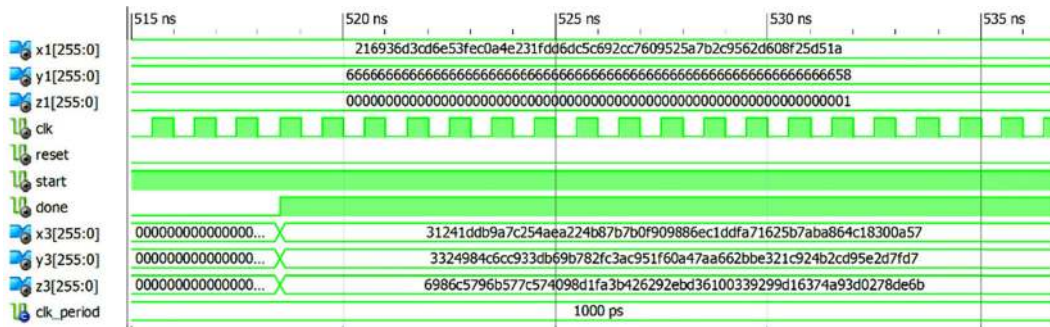 515 ns 520 ns 525 ns 530 ns 535 ns
x1[255:0] 216936d3cd6e53fec0a4e231fdd6dc5c692cc7609525a7b2c9562d608f25d51a
y1[255:0] 6666666666666666666666666666666666666666666666666666666666666658
z1[255:0] 0000000000000000000000000000000000000000000000000000000000000001
clk
reset
start
done
x3[255:0] 000000000000000... 31241ddb9a7c254aea224b87b7b0f909886ec1ddfa71625b7aba864c18300a57
y3[255:0] 000000000000000... 3324984c6cc933db69b782fc3ac951f60a47aa662bbe321c924b2cd95e2d7fd7
z3[255:0] 000000000000000... 6986c5796b577c574098d1fa3b426292ebd36100339299d16374a93d0278de6b
clk_period 1000 ps